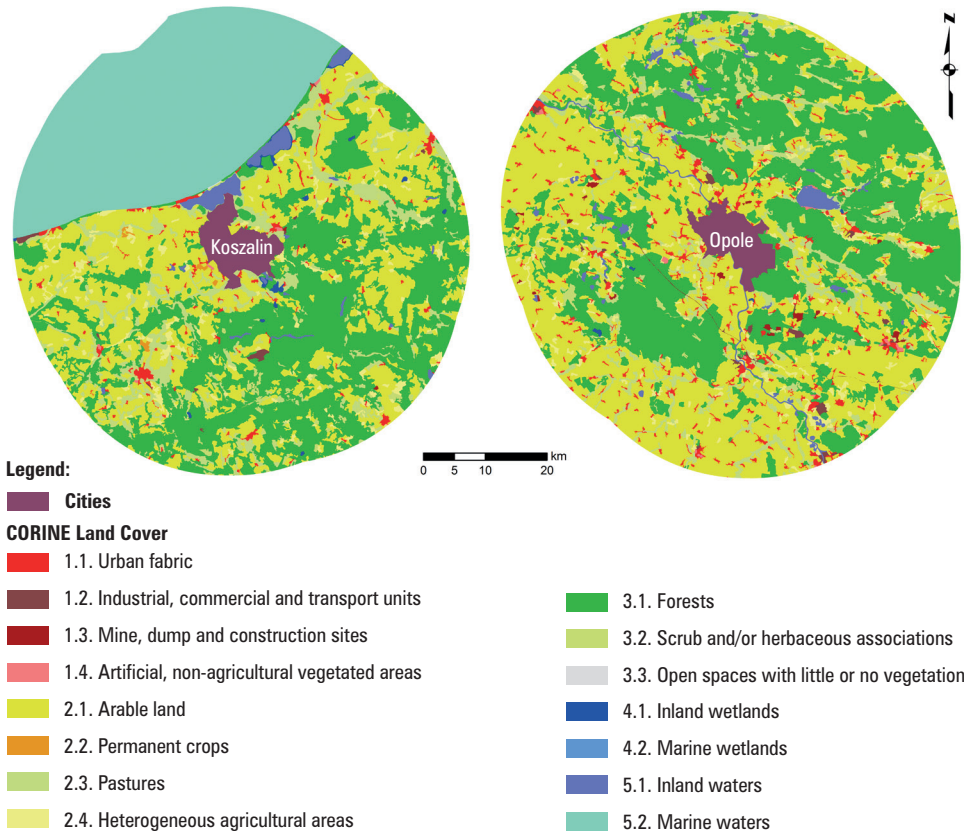 N
Koszalin
Opole
km
0 5 10 20
Legend:
Cities
CORINE Land Cover
1.1. Urban fabric
1.2. Industrial, commercial and transport units
1.3. Mine, dump and construction sites
1.4. Artificial, non-agricultural vegetated areas
2.1. Arable land
2.2. Permanent crops
2.3. Pastures
2.4. Heterogeneous agricultural areas
3.1. Forests
3.2. Scrub and/or herbaceous associations
3.3. Open spaces with little or no vegetation
4.1. Inland wetlands
4.2. Marine wetlands
5.1. Inland waters
5.2. Marine waters